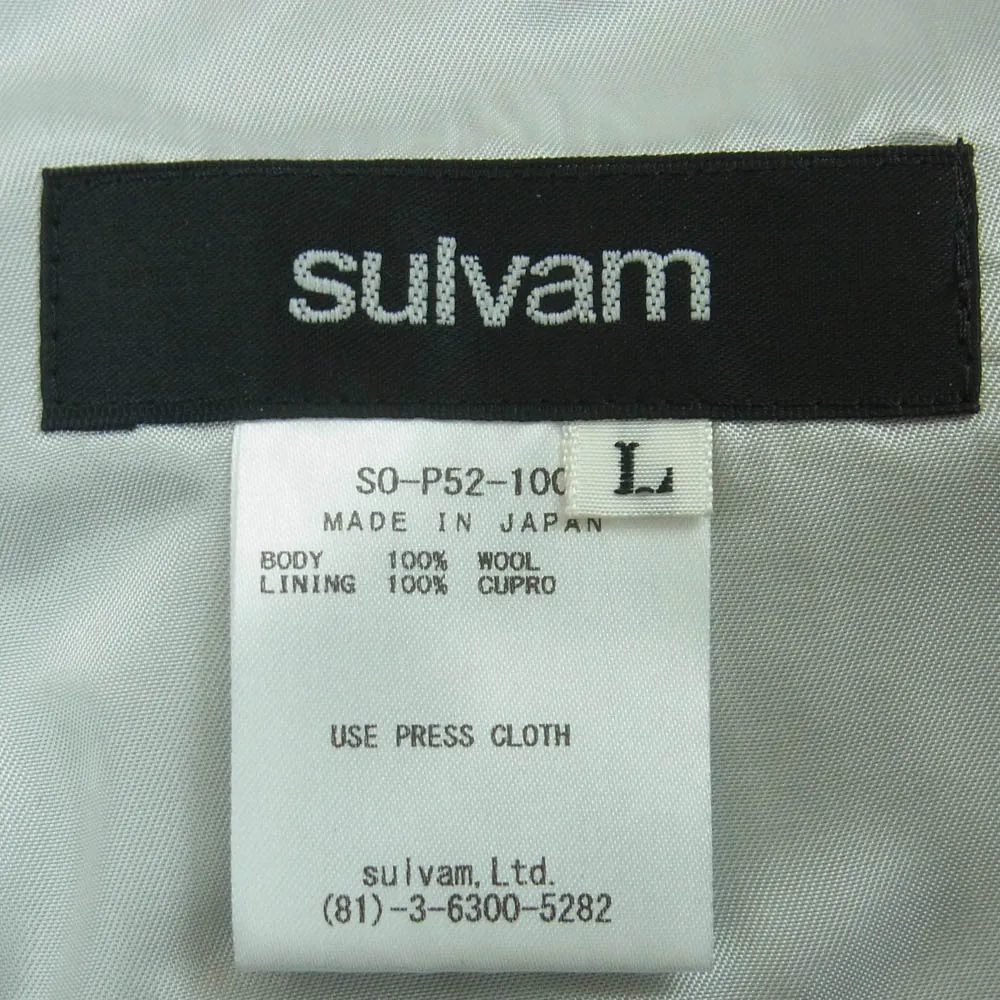 sulvam
L
SO-P52-100
MADE IN JAPAN
BODY 100% WOOL
LINING 100% CUPRO
USE PRESS CLOTH
sulvam, Ltd.
(81)-3-6300-5282